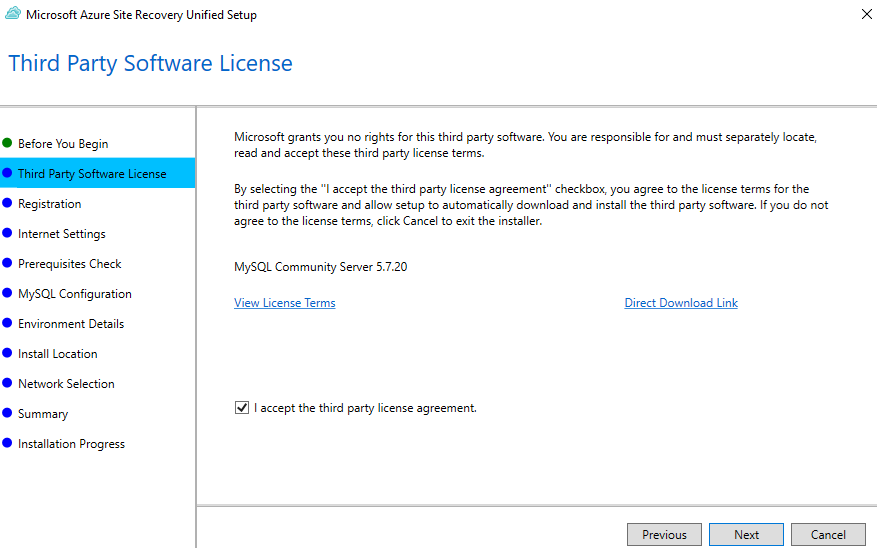 Microsoft Azure Site Recovery Unified Setup
Third Party Software License
Before You Begin
Third Party Software License
Registration
Internet Settings
Prerequisites Check
MySQL Configuration
Environment Details
Install Location
Network Selection
Summary
Installation Progress
Microsoft grants you no rights for this third party software. You are responsible for and must separately locate,
read and accept these third party license terms.
By selecting the "I accept the third party license agreement" checkbox, you agree to the license terms for the
third party software and allow setup to automatically download and install the third party software. If you do not
agree to the license terms, click Cancel to exit the installer.
MySQL Community Server 5.7.20
View License Terms
Direct Download Link
I accept the third party license agreement.
Previous
Next
Cancel